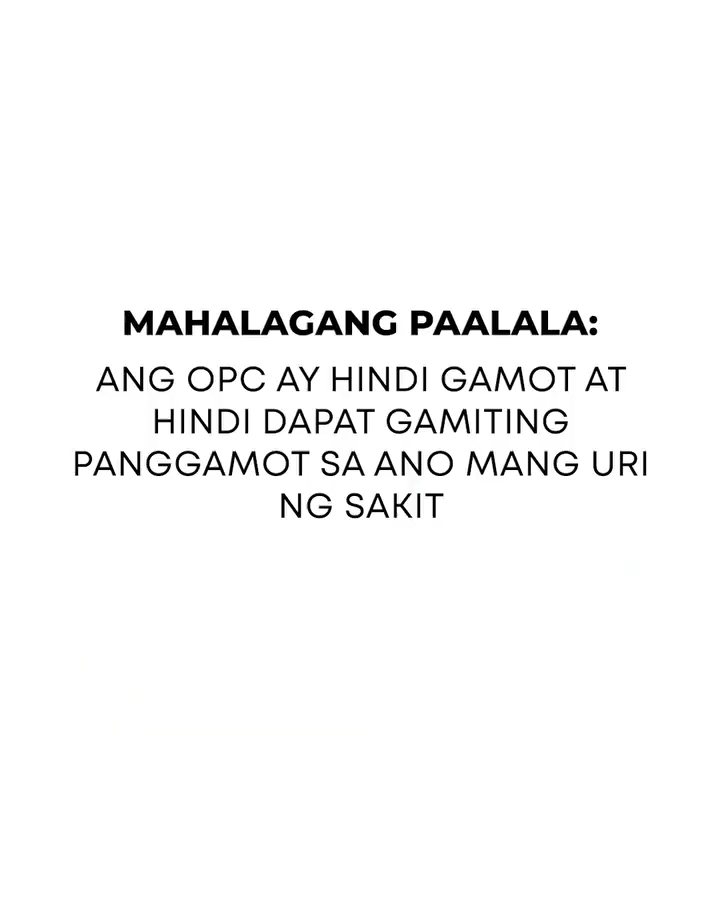 MAHALAGANG PAALALA:
ANG OPC AY HINDI GAMOT AT
HINDI DAPAT GAMITING
PANGGAMOT SA ANO MANG URI
NG SAKIT